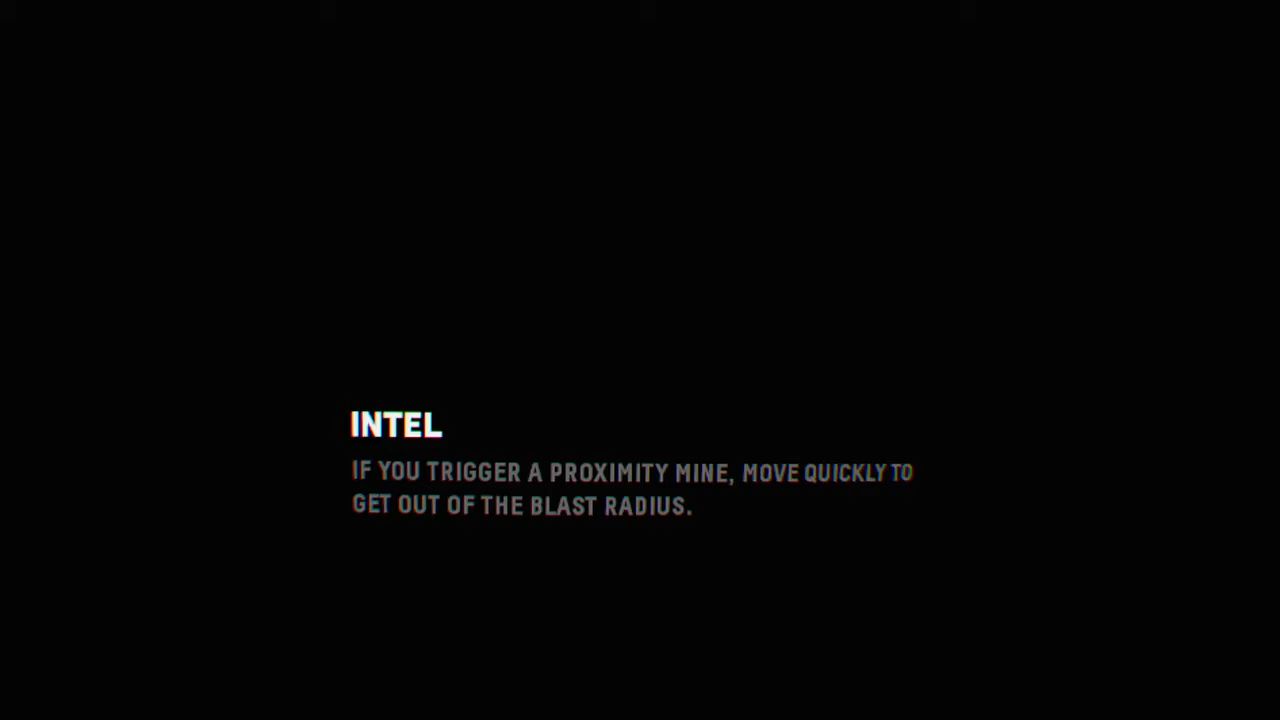 INTEL
IF YOU TRIGGER A PROXIMITY MINE, MOVE QUICKLY TO
GET OUT OF THE BLAST RADIUS.